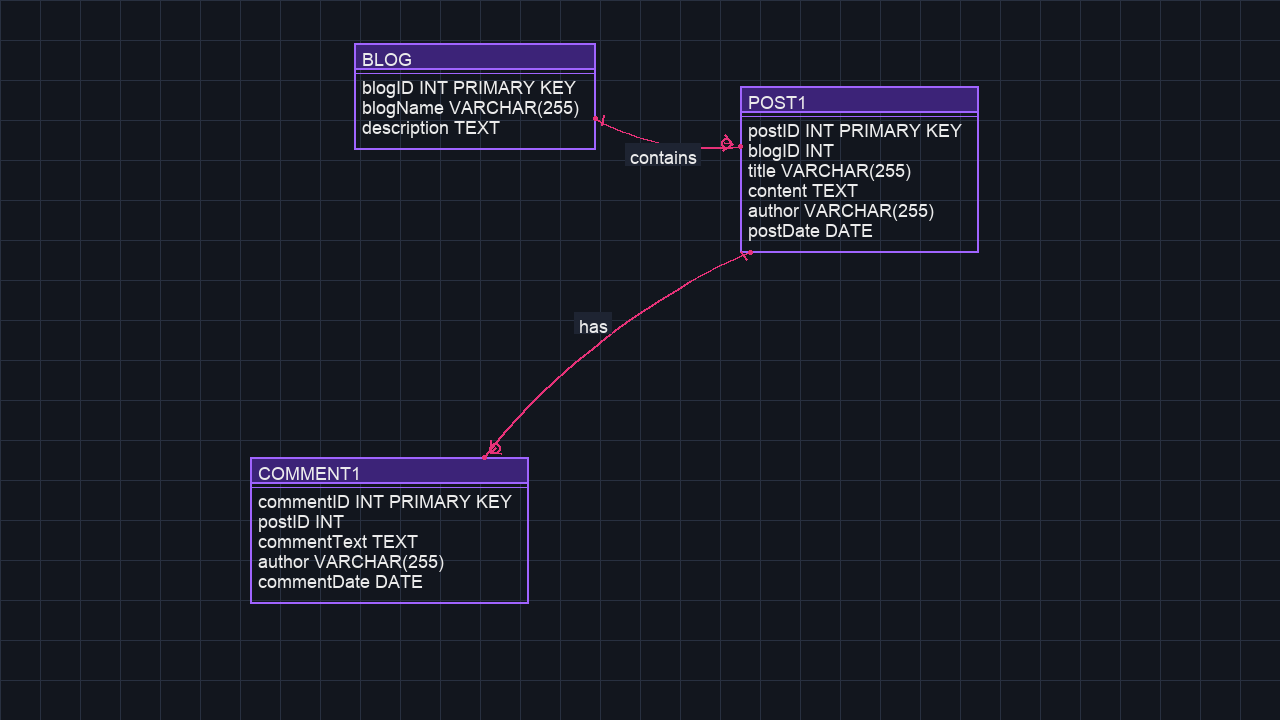 BLOG
blogID INT PRIMARY KEY
blogName VARCHAR(255)
description TEXT
contains
POST1
postID INT PRIMARY KEY
blogID INT
title VARCHAR(255)
content TEXT
author VARCHAR(255)
postDate DATE
has
COMMENT1
commentID INT PRIMARY KEY
postID INT
commentText TEXT
author VARCHAR(255)
commentDate DATE